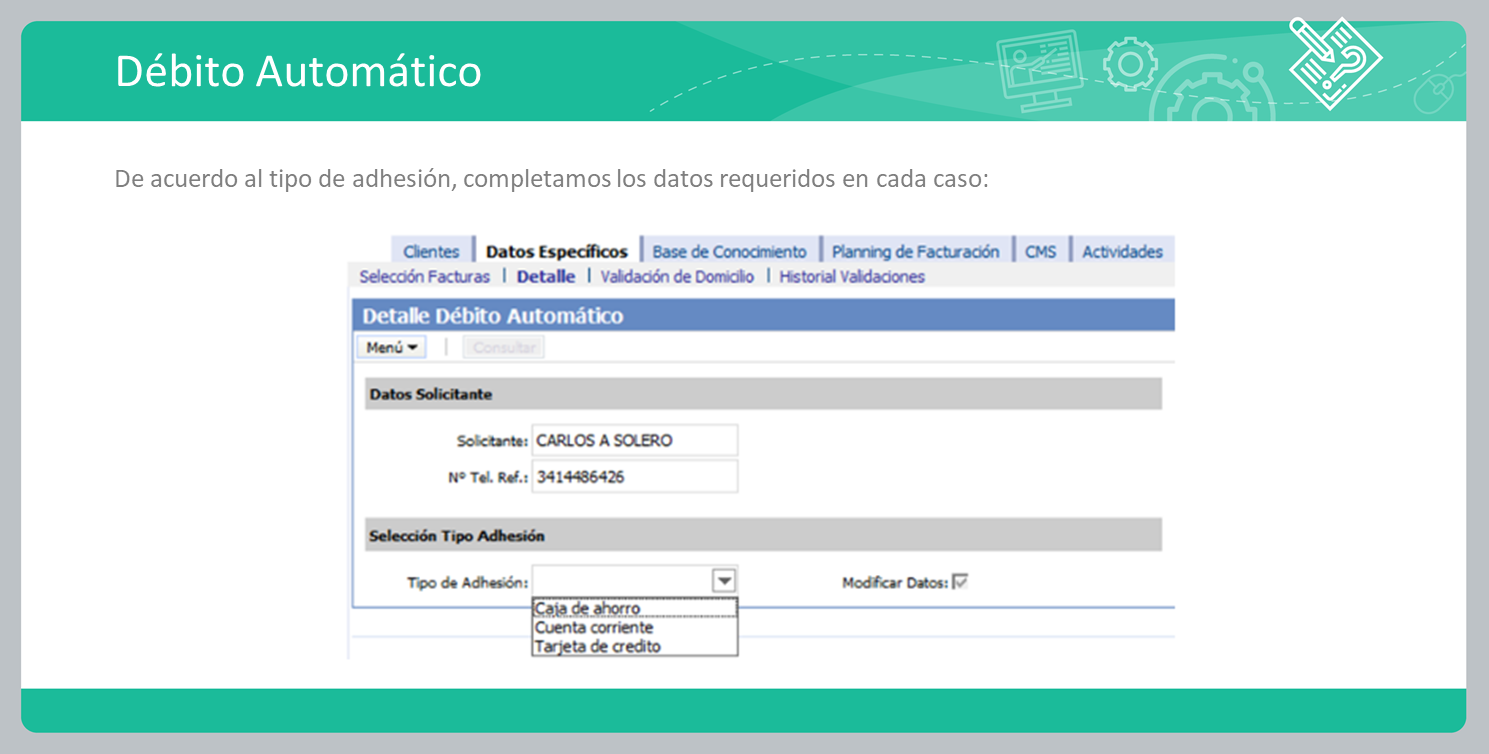 Débito Automático
De acuerdo al tipo de adhesión, completamos los datos requeridos en cada caso:
Clientes Datos Específicos Base de Conocimiento Planning de Facturación CMS Actividades
Selección Facturas | Detalle | Validación de Domicilio | Historial Validaciones
Detalle Débito Automático
Menú Consultar
Datos Solicitante
Solicitante: CARLOS A SOLERO
Nº Tel. Ref.: 3414486426
Selección Tipo Adhesión
Tipo de Adhesión: Modificar Datos:
Caja de ahorro
Cuenta corriente
Tarjeta de credito